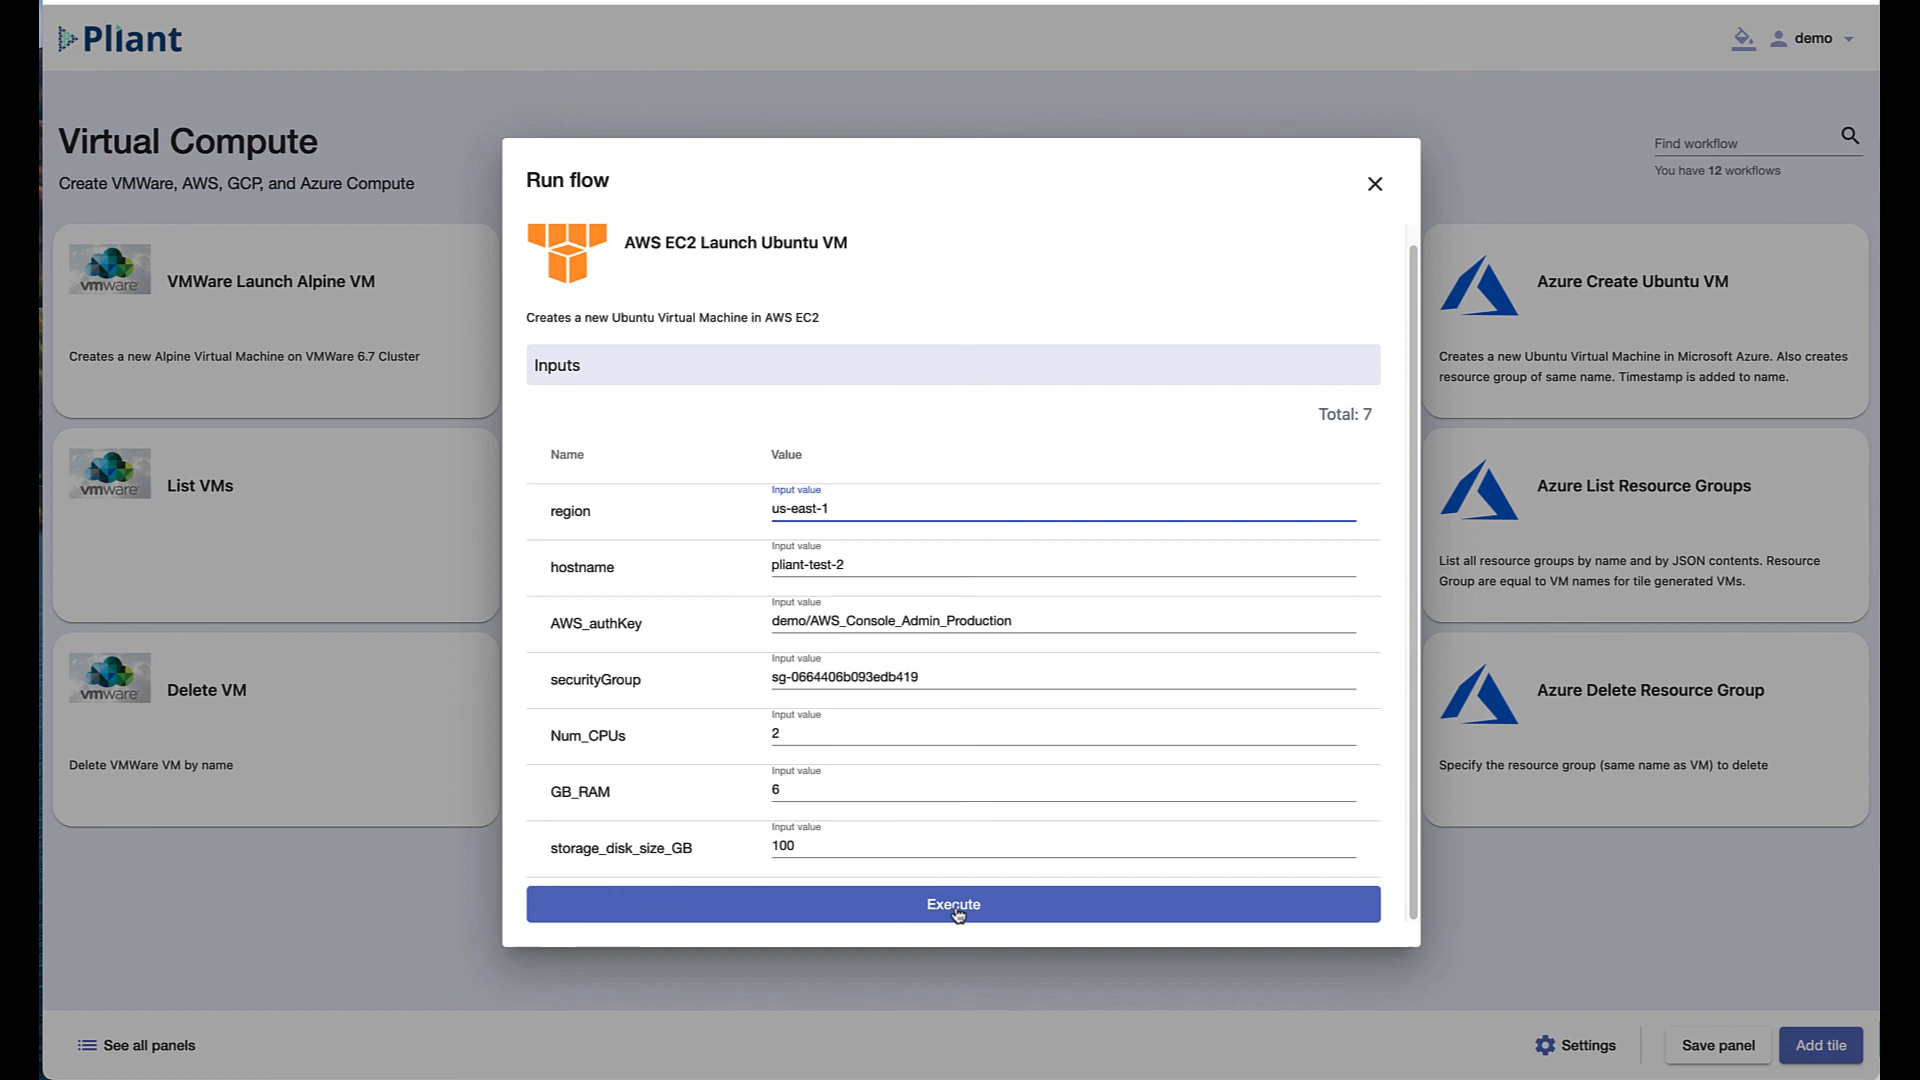 Pliant
demo
Virtual Compute
Create VMWare, AWS, GCP, and Azure Compute
Find workflow
You have 12 workflows
vmware
VMWare Launch Alpine VM
Creates a new Alpine Virtual Machine on VMWare 6.7 Cluster
vmware
List VMs
vmware
Delete VM
Delete VMWare VM by name
Run flow
AWS EC2 Launch Ubuntu VM
Creates a new Ubuntu Virtual Machine in AWS EC2
Inputs
Total: 7
Name Value
Input value
region us-east-1
Input value
hostname pliant-test-2
Input value
AWS_authKey demo/AWS_Console_Admin_Production
Input value
securityGroup sg-0664406b093edb419
Input value
Num_CPUs 2
Input value
GB_RAM 6
Input value
storage_disk_size_GB 100
Execute
Azure Create Ubuntu VM
Creates a new Ubuntu Virtual Machine in Microsoft Azure. Also creates
resource group of same name. Timestamp is added to name.
Azure List Resource Groups
List all resource groups by name and by JSON contents. Resource
Group are equal to VM names for tile generated VMs.
Azure Delete Resource Group
Specify the resource group (same name as VM) to delete
See all panels
Settings
Save panel
Add tile